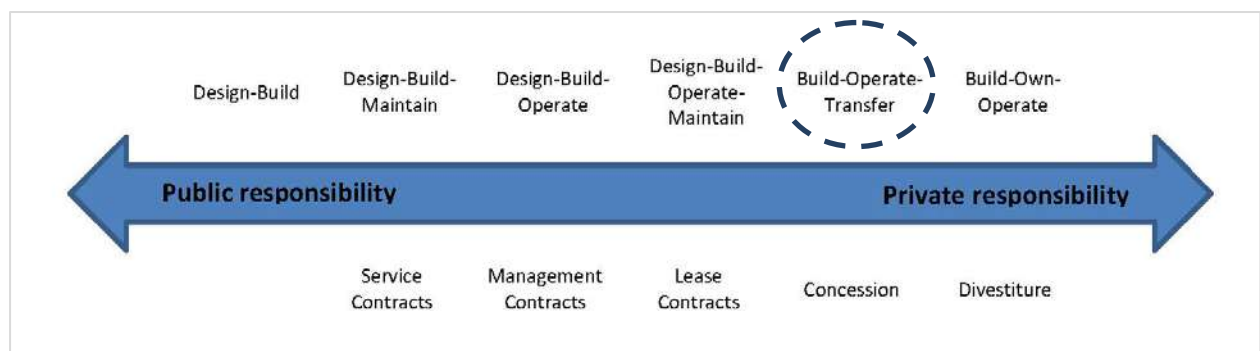 Design-Build
Design-Build-
Maintain
Design-Build-
Operate
Design-Build-
Operate-
Maintain
Build-Operate-
Transfer
Build-Own-
Operate
Public responsibility
Private responsibility
Service
Contracts
Management
Contracts
Lease
Contracts
Concession
Divestiture